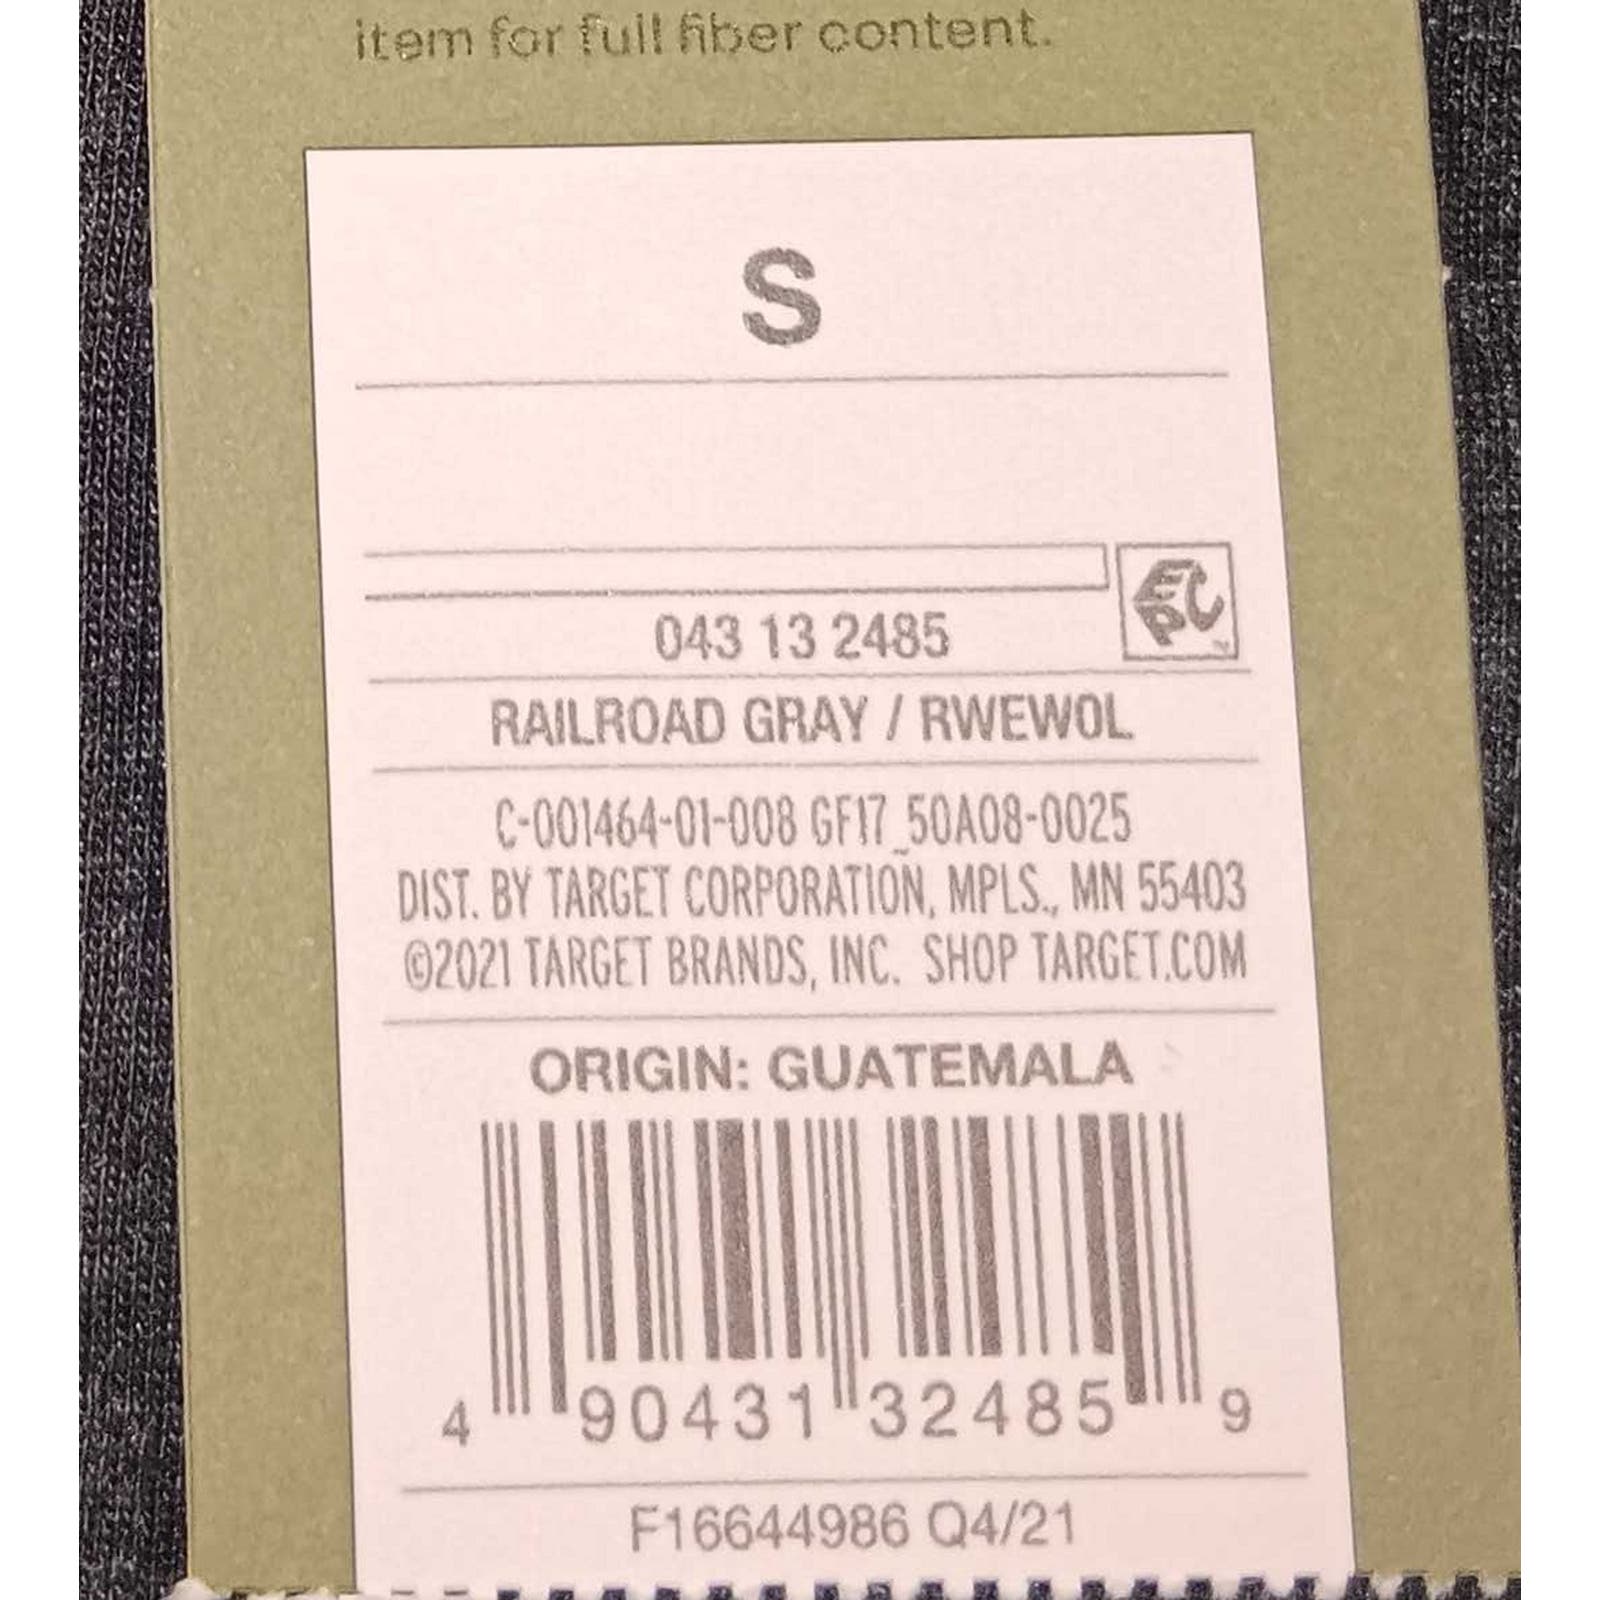 item for full fiber content.
S
EPC
043 13 2485
RAILROAD GRAY / RWEWOL
C-001464-01-008 GF17_50A08-0025
DIST. BY TARGET CORPORATION, MPLS., MN 55403
©2021 TARGET BRANDS, INC. SHOP TARGET.COM
ORIGIN: GUATEMALA
4 90431 32485 9
F16644986 Q4/21